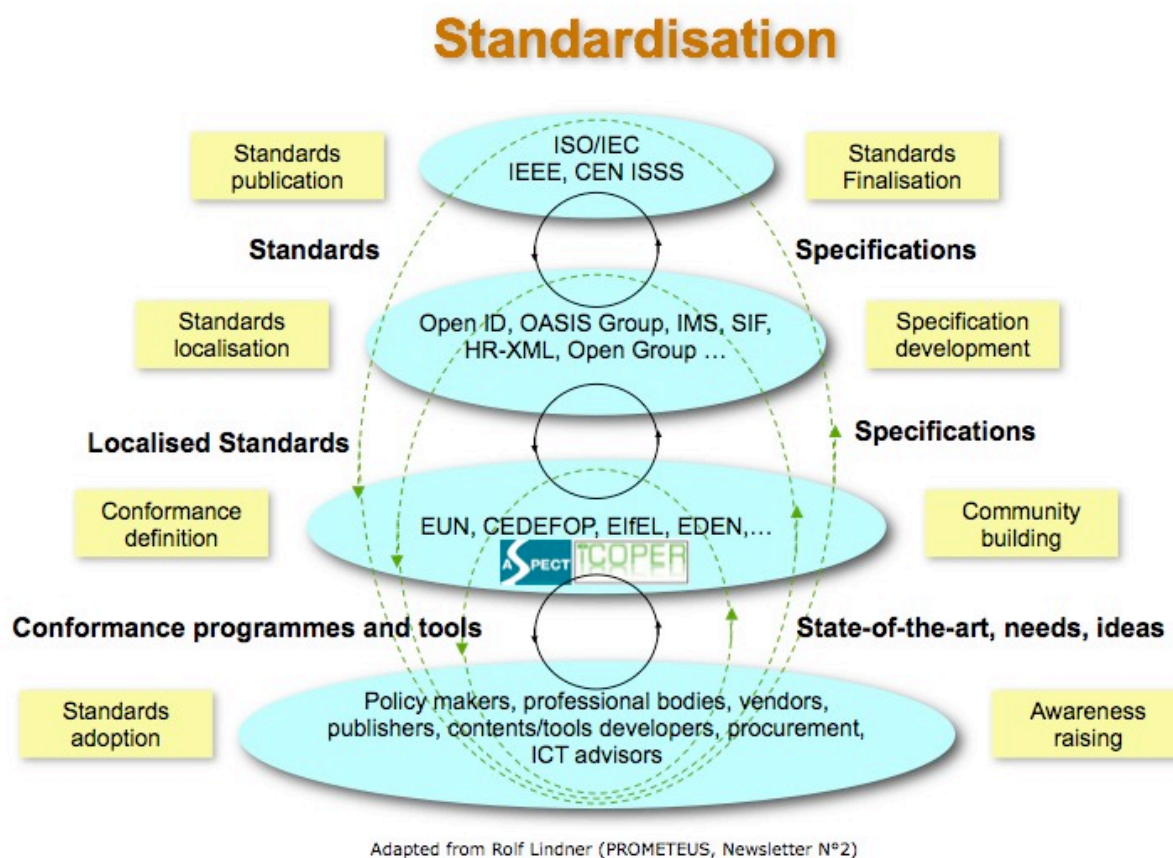 Standardisation
Standards
publication
ISO/IEC
IEEE, CEN ISSS
Standards
Finalisation
Standards
Specifications
Standards
localisation
Open ID, OASIS Group, IMS, SIF,
HR-XML, Open Group …
Specification
development
Localised Standards
Specifications
Conformance
definition
EUN, CEDEFOP, EIfEL, EDEN,…
ASPECT
iCOPER
Community
building
Conformance programmes and tools
State-of-the-art, needs, ideas
Standards
adoption
Policy makers, professional bodies, vendors,
publishers, contents/tools developers, procurement,
ICT advisors
Awareness
raising
Adapted from Rolf Lindner (PROMETEUS, Newsletter N°2)